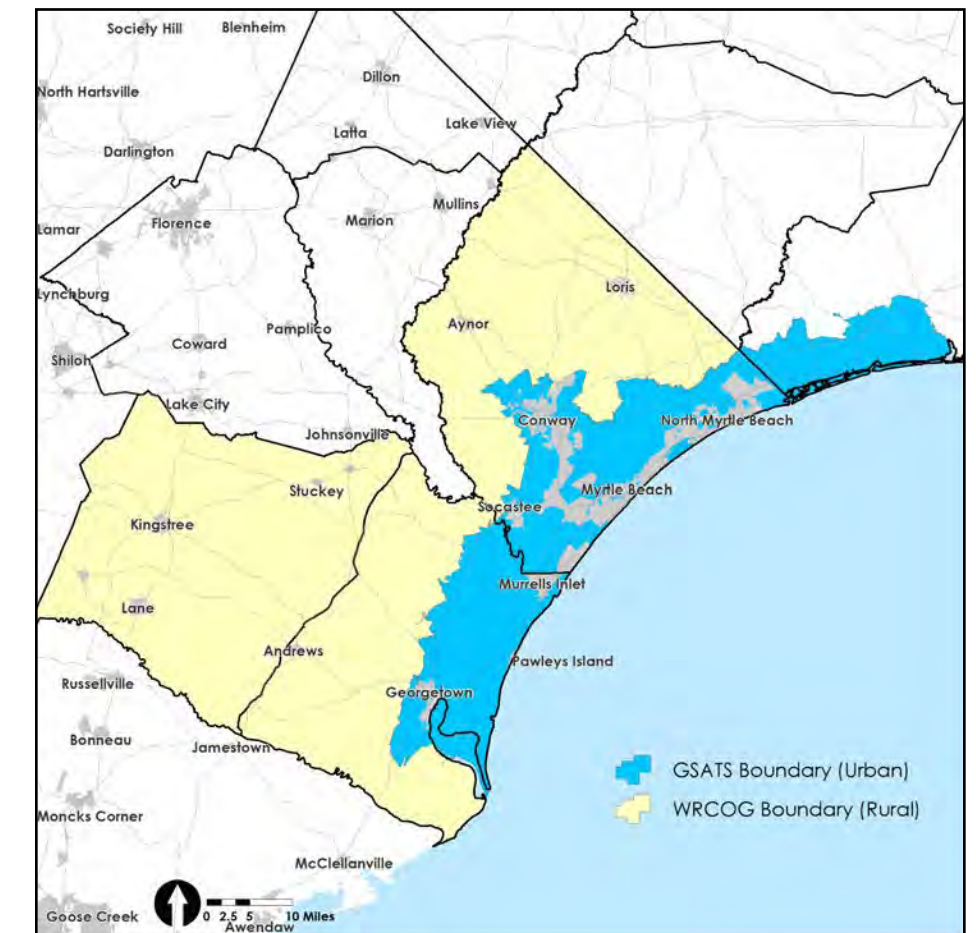 Society Hill
Blenheim
Dillon
North Hartsville
Latta
Lake View
Darlington
Mullins
Florence
Marion
Lamar
Loris
Lynchburg
Aynor
Pamplico
Coward
Shiloh
Lake City
Conway
North Myrtle Beach
Johnsonville
Stuckey
Myrtle Beach
Socastee
Kingstree
Murrells Inlet
Lane
Andrews
Pawleys Island
Russellville
Georgetown
Bonneau
Jamestown
GSATS Boundary (Urban)
WRCOG Boundary (Rural)
Moncks Corner
McClellanville
Goose Creek
0 2.5 5 10 Miles
Awendaw